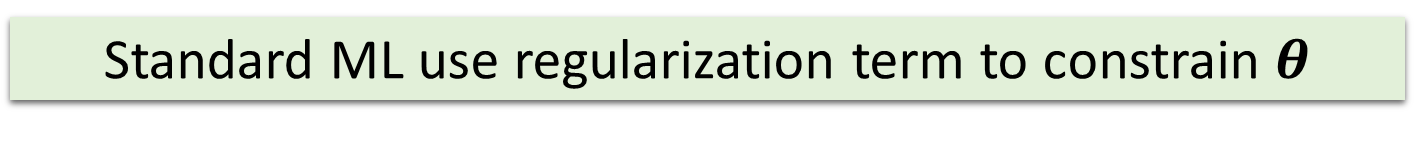 Standard ML use regularization term to constrain 𝜽